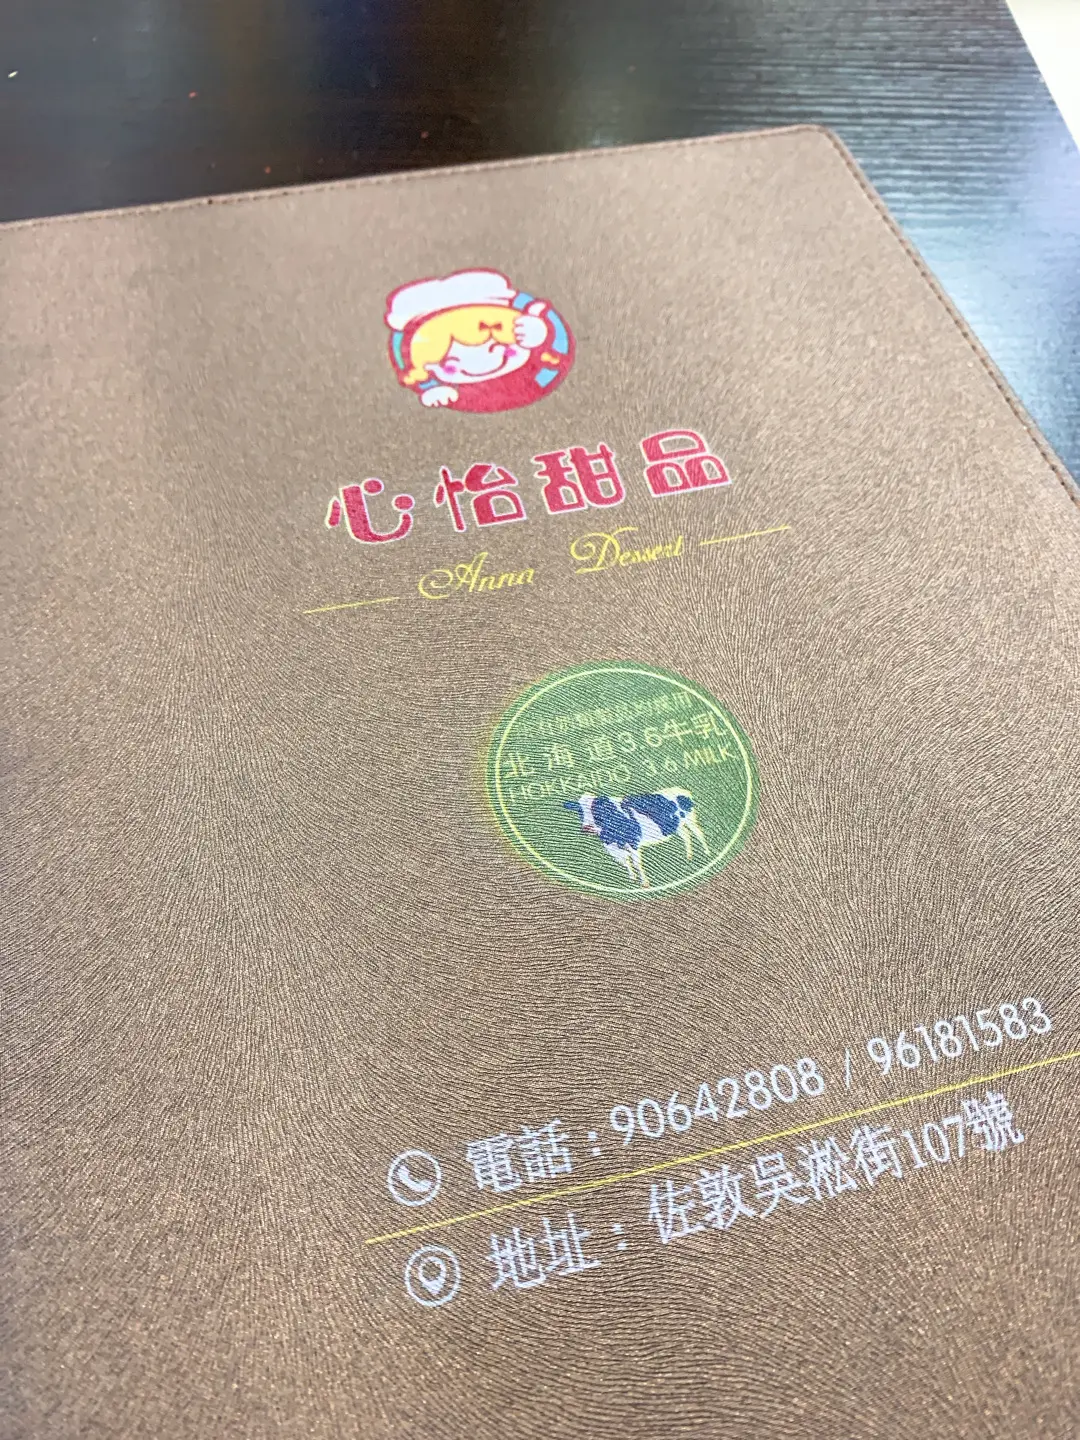 心怡甜品
Anna Dessert
北海道3.6牛乳
HOKKAIDO 3.6 MILK
電話：90642808 / 96181583
地址：佐敦吳淞街107號